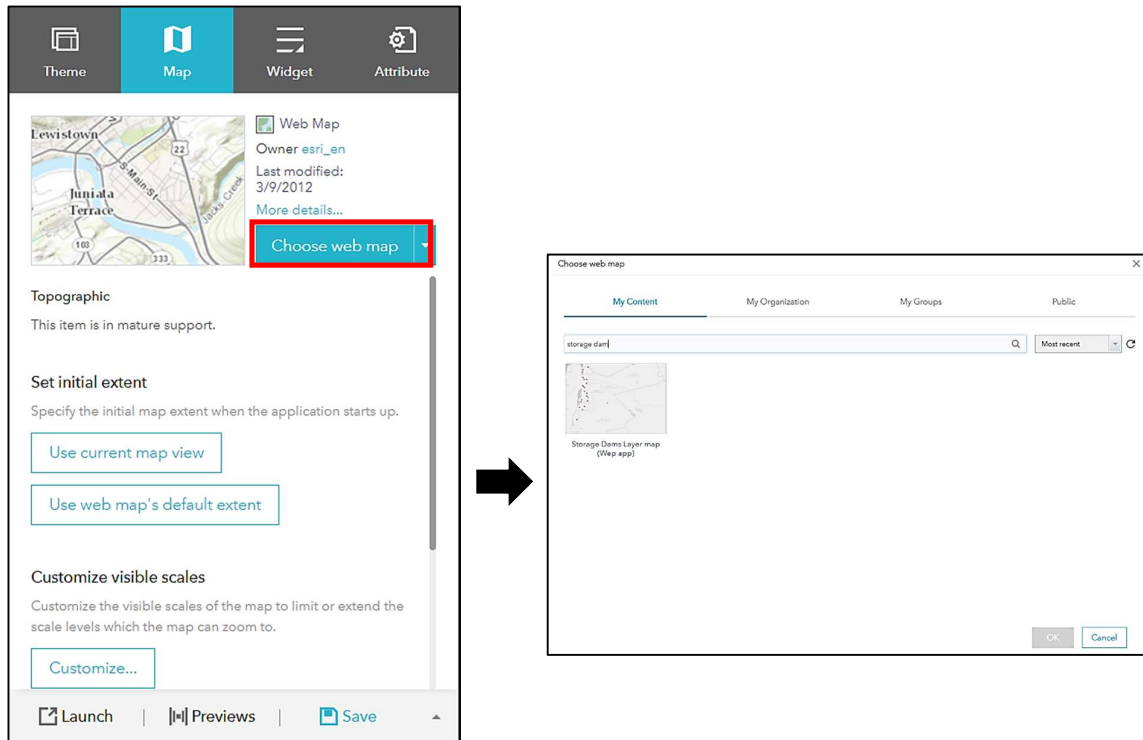 Theme
Map
Widget
Attribute
Lewistown
22
S-Main-St
Juniata
Terrace
Jacks Creek
103
333
Web Map
Owner esri_en
Last modified:
3/9/2012
More details...
Choose web map
Topographic
This item is in mature support.
Set initial extent
Specify the initial map extent when the application starts up.
Use current map view
Use web map's default extent
Customize visible scales
Customize the visible scales of the map to limit or extend the
scale levels which the map can zoom to.
Customize...
Launch | Previews | Save
Choose web map
My Content
My Organization
My Groups
Public
storage dam
Most recent
Storage Dams Layer map
(Wep app)
OK
Cancel